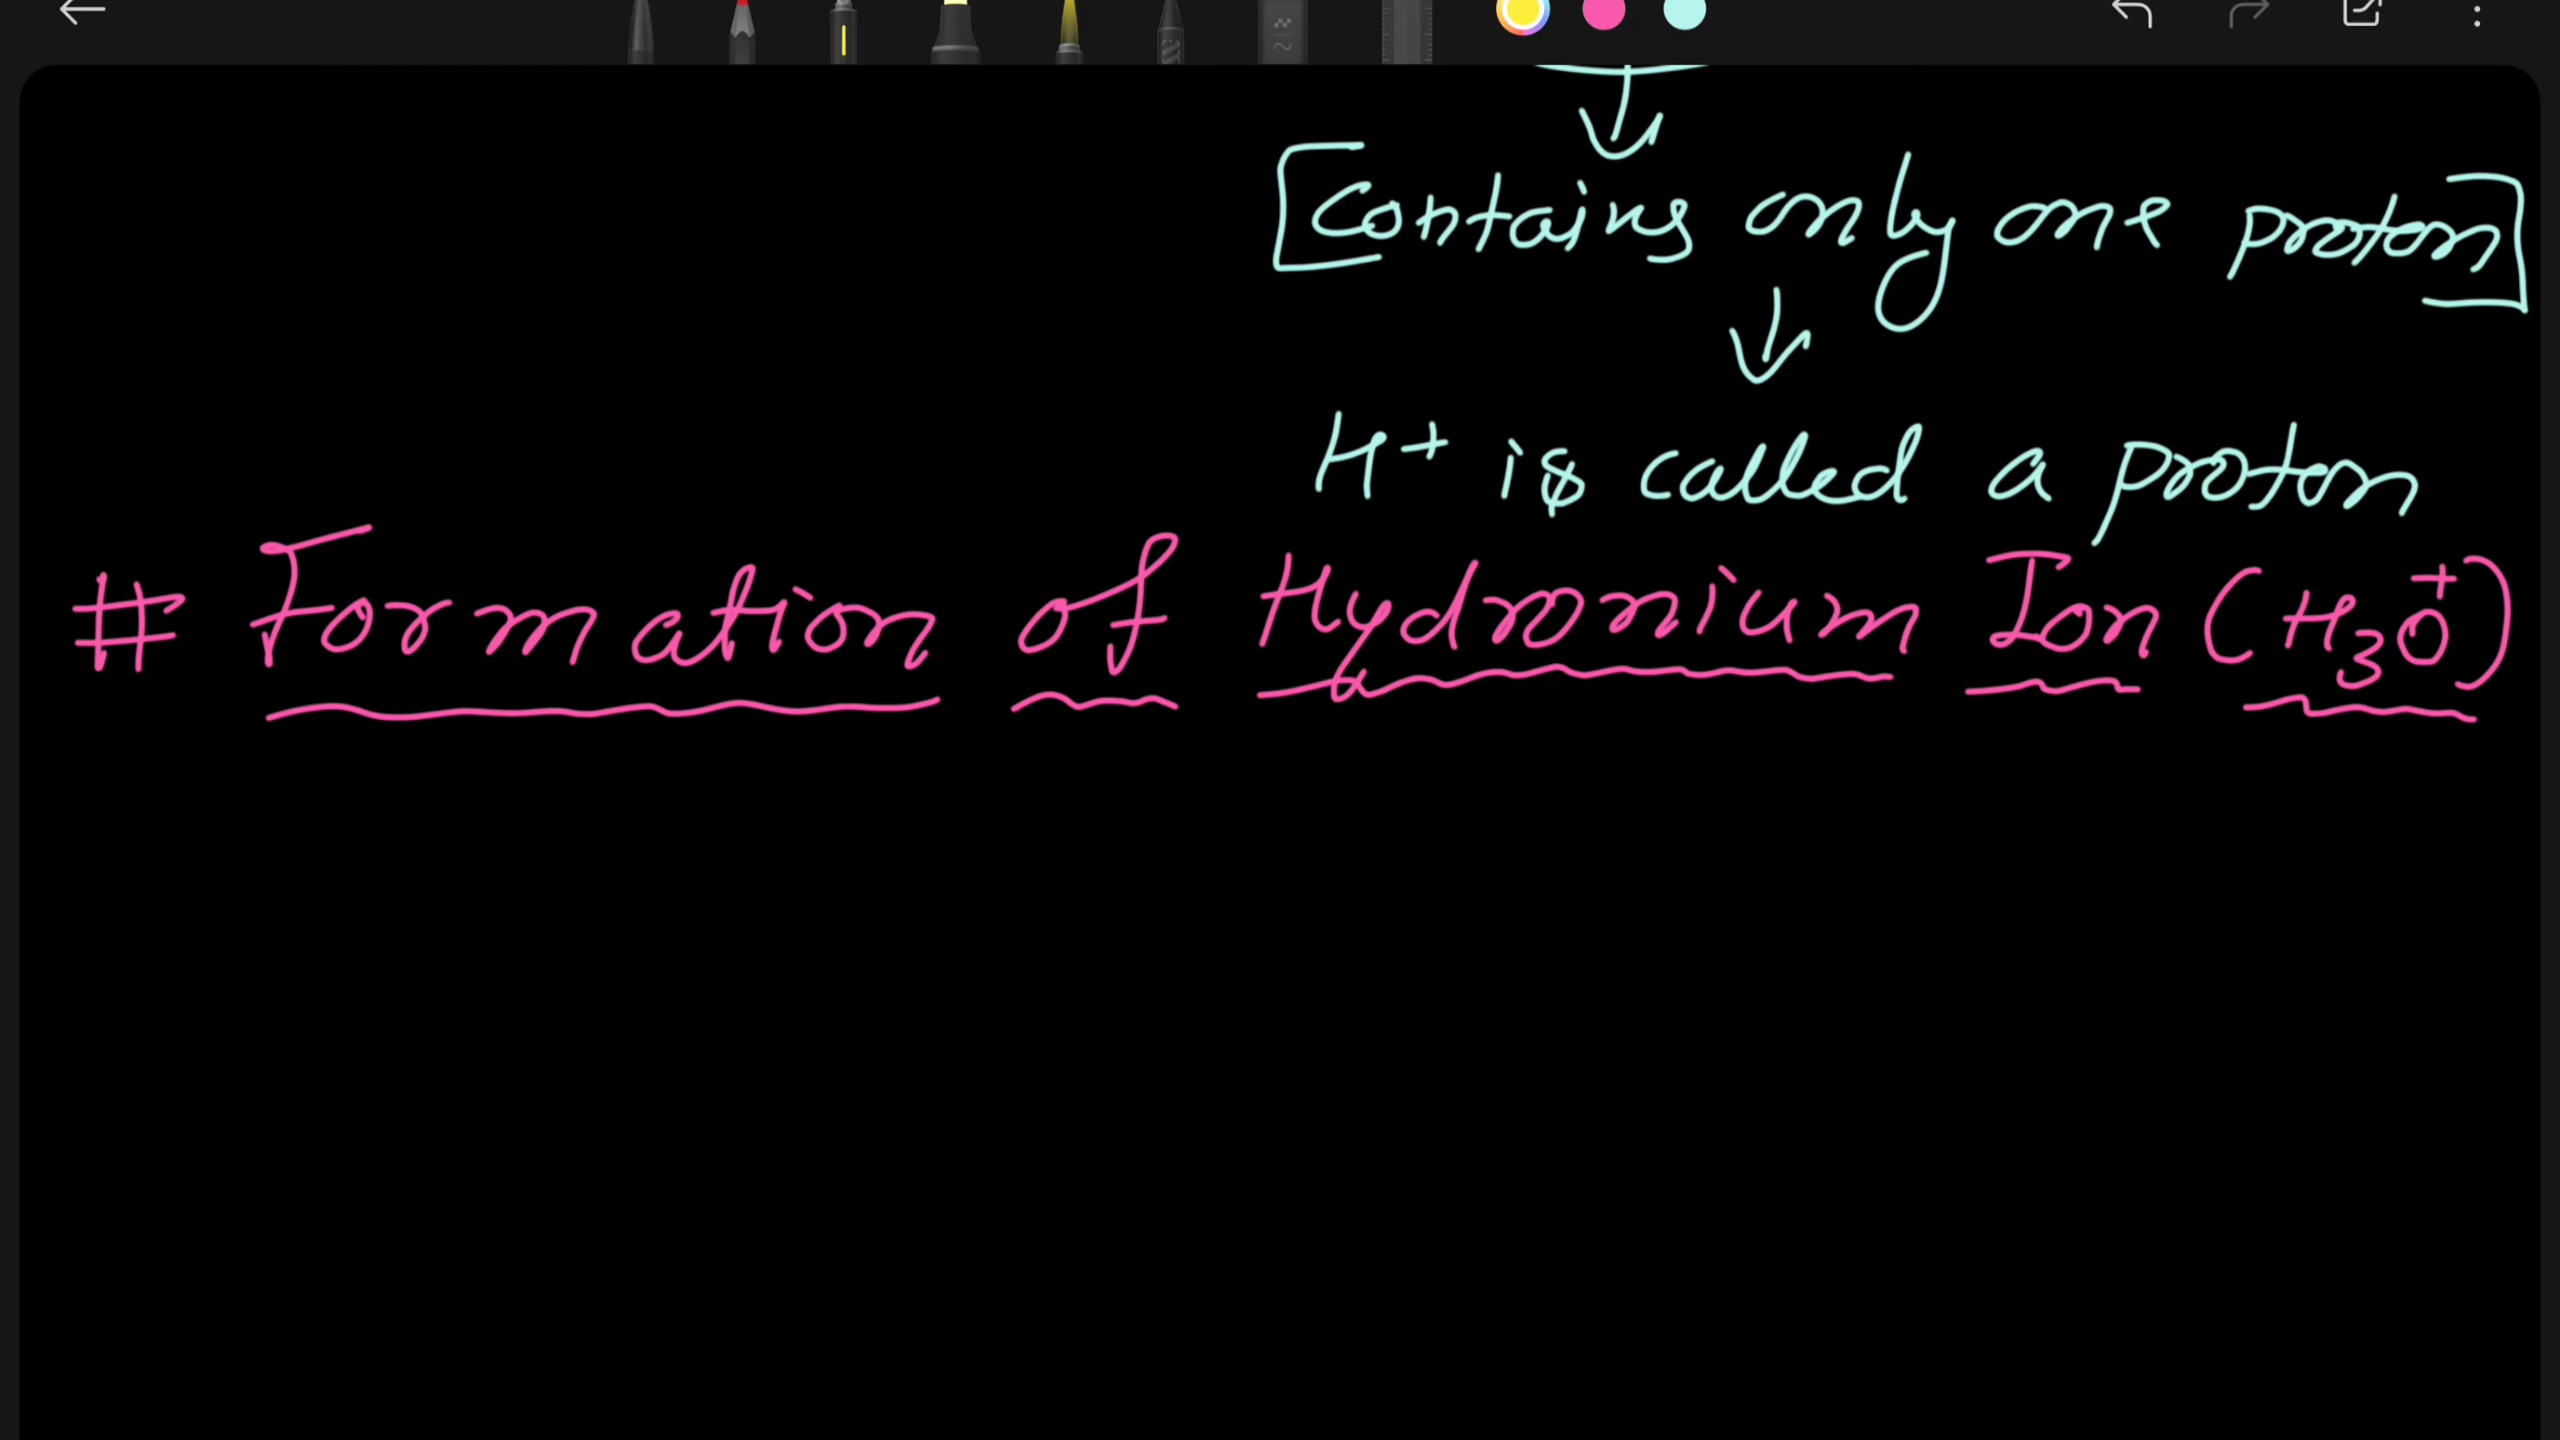 [Contains only one proton]
H⁺ is called a proton
# Formation of Hydronium Ion (H₃O⁺)